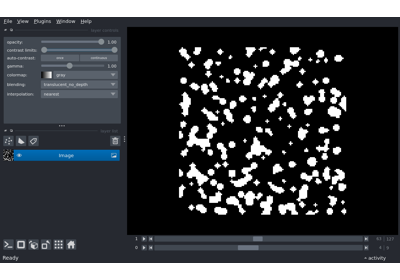 File View Plugins Window Help
opacity: 1.00
contrast limits:
auto-contrast: once continuous
gamma: 1.00
colormap: gray
blending: translucent_no_depth
interpolation: nearest
Image
1
0
Ready
activity